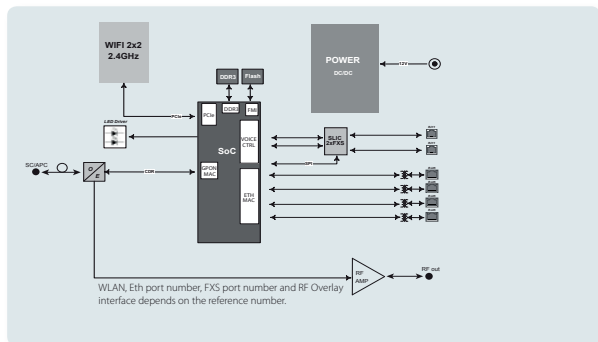 WIFI 2x2
2.4GHz
POWER
DC/DC
12V
DDR3
Flash
PCIe
PCIe
DDR3
FMI
LED Driver
SoC
VOICE
CTRL
SLIC
2xFXS
SPI
SC/APC
O/E
CDR
GPON
MAC
ETH
MAC
RF
AMP
RF out
WLAN, Eth port number, FXS port number and RF Overlay
interface depends on the reference number.